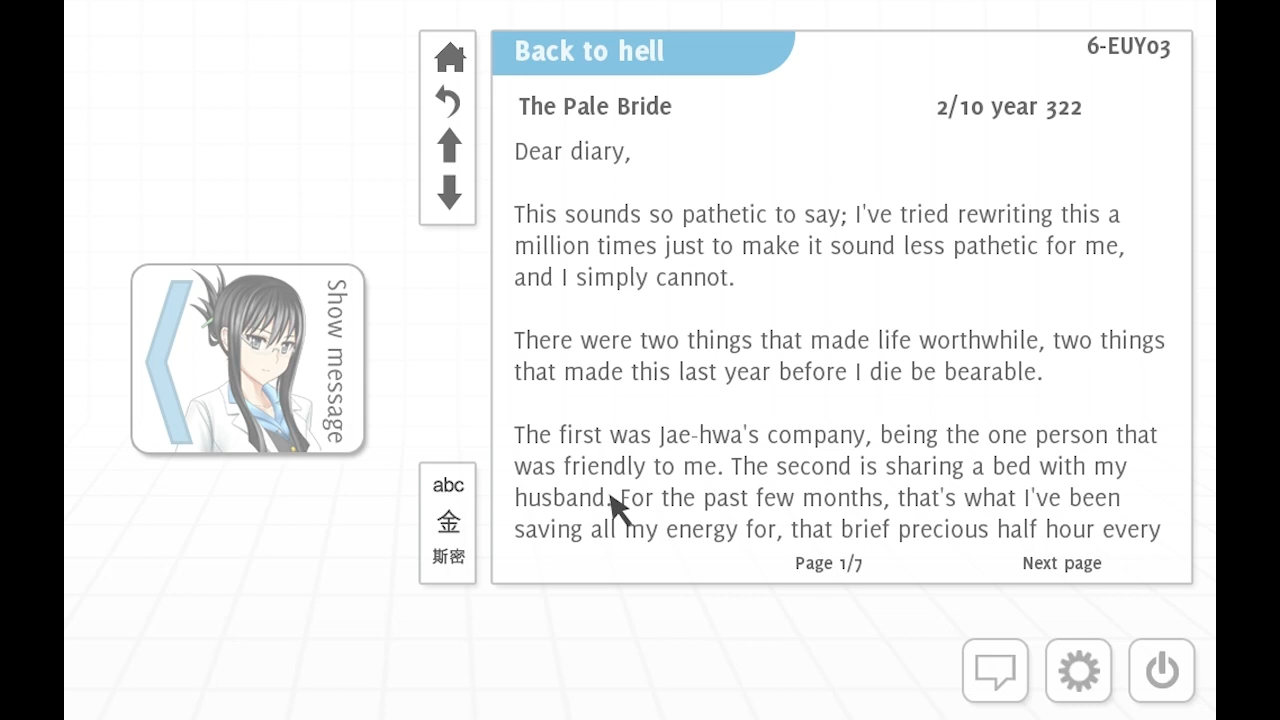 Back to hell
6-EUY03
The Pale Bride
2/10 year 322
Dear diary,
This sounds so pathetic to say; I've tried rewriting this a
million times just to make it sound less pathetic for me,
and I simply cannot.
There were two things that made life worthwhile, two things
that made this last year before I die be bearable.
The first was Jae-hwa's company, being the one person that
was friendly to me. The second is sharing a bed with my
husband. For the past few months, that's what I've been
saving all my energy for, that brief precious half hour every
Page 1/7
Next page
Show message
abc
金
斯密